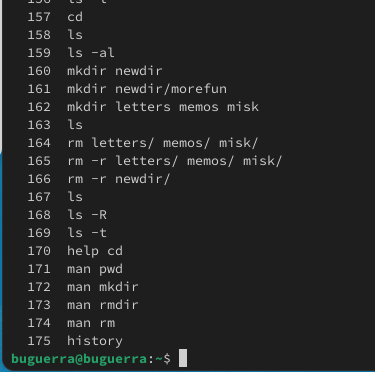 157 cd
158 ls
159 ls -al
160 mkdir newdir
161 mkdir newdir/morefun
162 mkdir letters memos misk
163 ls
164 rm letters/ memos/ misk/
165 rm -r letters/ memos/ misk/
166 rm -r newdir/
167 ls
168 ls -R
169 ls -t
170 help cd
171 man pwd
172 man mkdir
173 man rmdir
174 man rm
175 history
buguerra@buguerra:~$